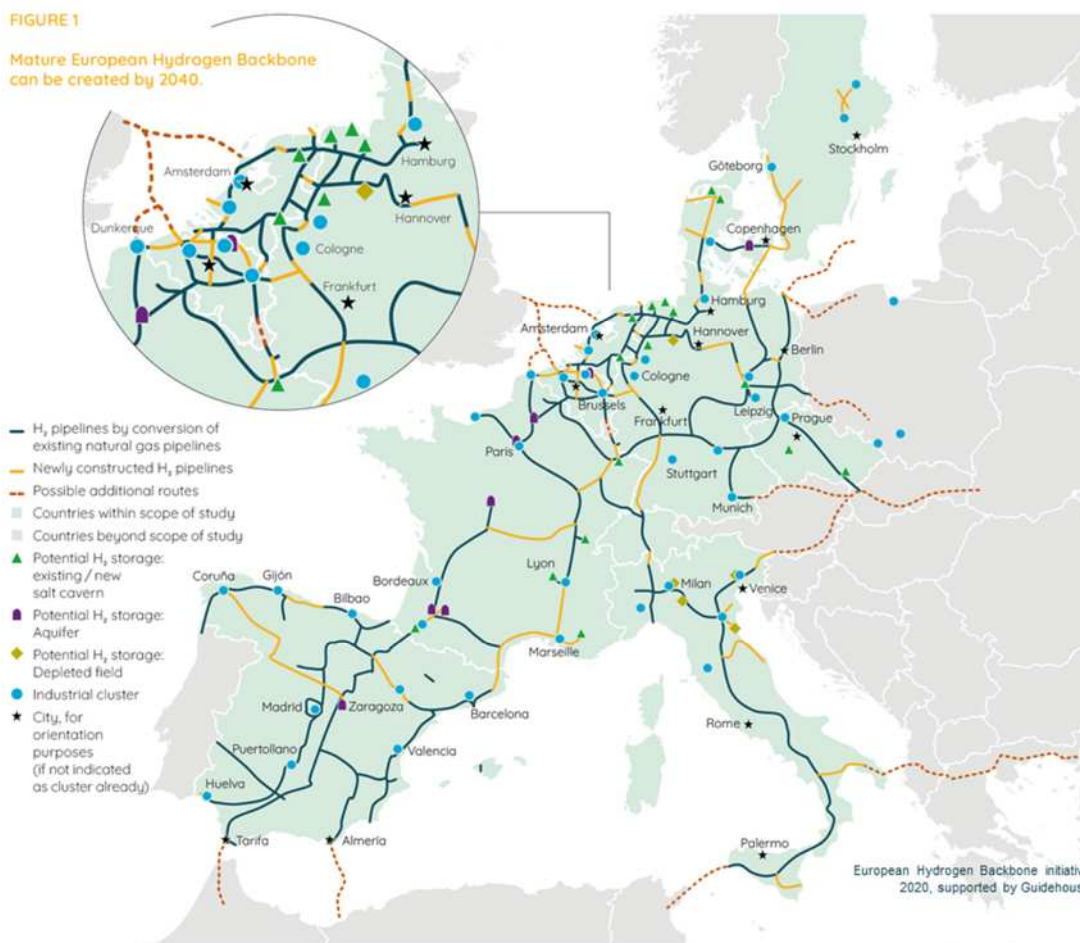 FIGURE 1
Mature European Hydrogen Backbone
can be created by 2040.
Amsterdam
Hamburg
Hannover
Dunkerque
Cologne
Frankfurt
Stockholm
Göteborg
Copenhagen
Hamburg
Amsterdam
Hannover
Berlin
Cologne
Brussels
Leipzig
Frankfurt
Prague
Paris
Stuttgart
Munich
H₂ pipelines by conversion of
existing natural gas pipelines
Newly constructed H₂ pipelines
Possible additional routes
Countries within scope of study
Countries beyond scope of study
Potential H₂ storage:
existing / new
salt cavern
Potential H₂ storage:
Aquifer
Potential H₂ storage:
Depleted field
Industrial cluster
City, for
orientation
purposes
(if not indicated
as cluster already)
Lyon
Milan
Venice
Coruña
Gijón
Bordeaux
Bilbao
Marseille
Madrid
Zaragoza
Barcelona
Rome
Puertollano
Valencia
Huelva
Tarifa
Almería
Palermo
European Hydrogen Backbone initiativ
2020, supported by Guidehous